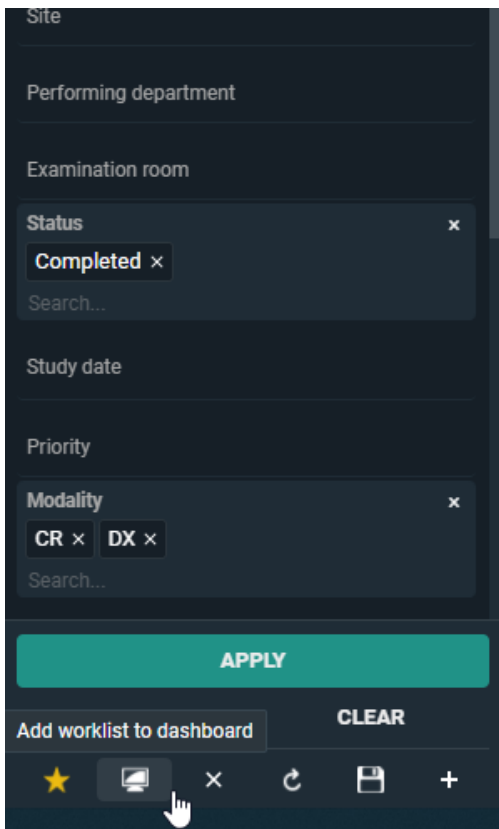 Site
Performing department
Examination room
Status
Completed ×
Search...
Study date
Priority
Modality
CR × DX ×
Search...
APPLY
CLEAR
Add worklist to dashboard